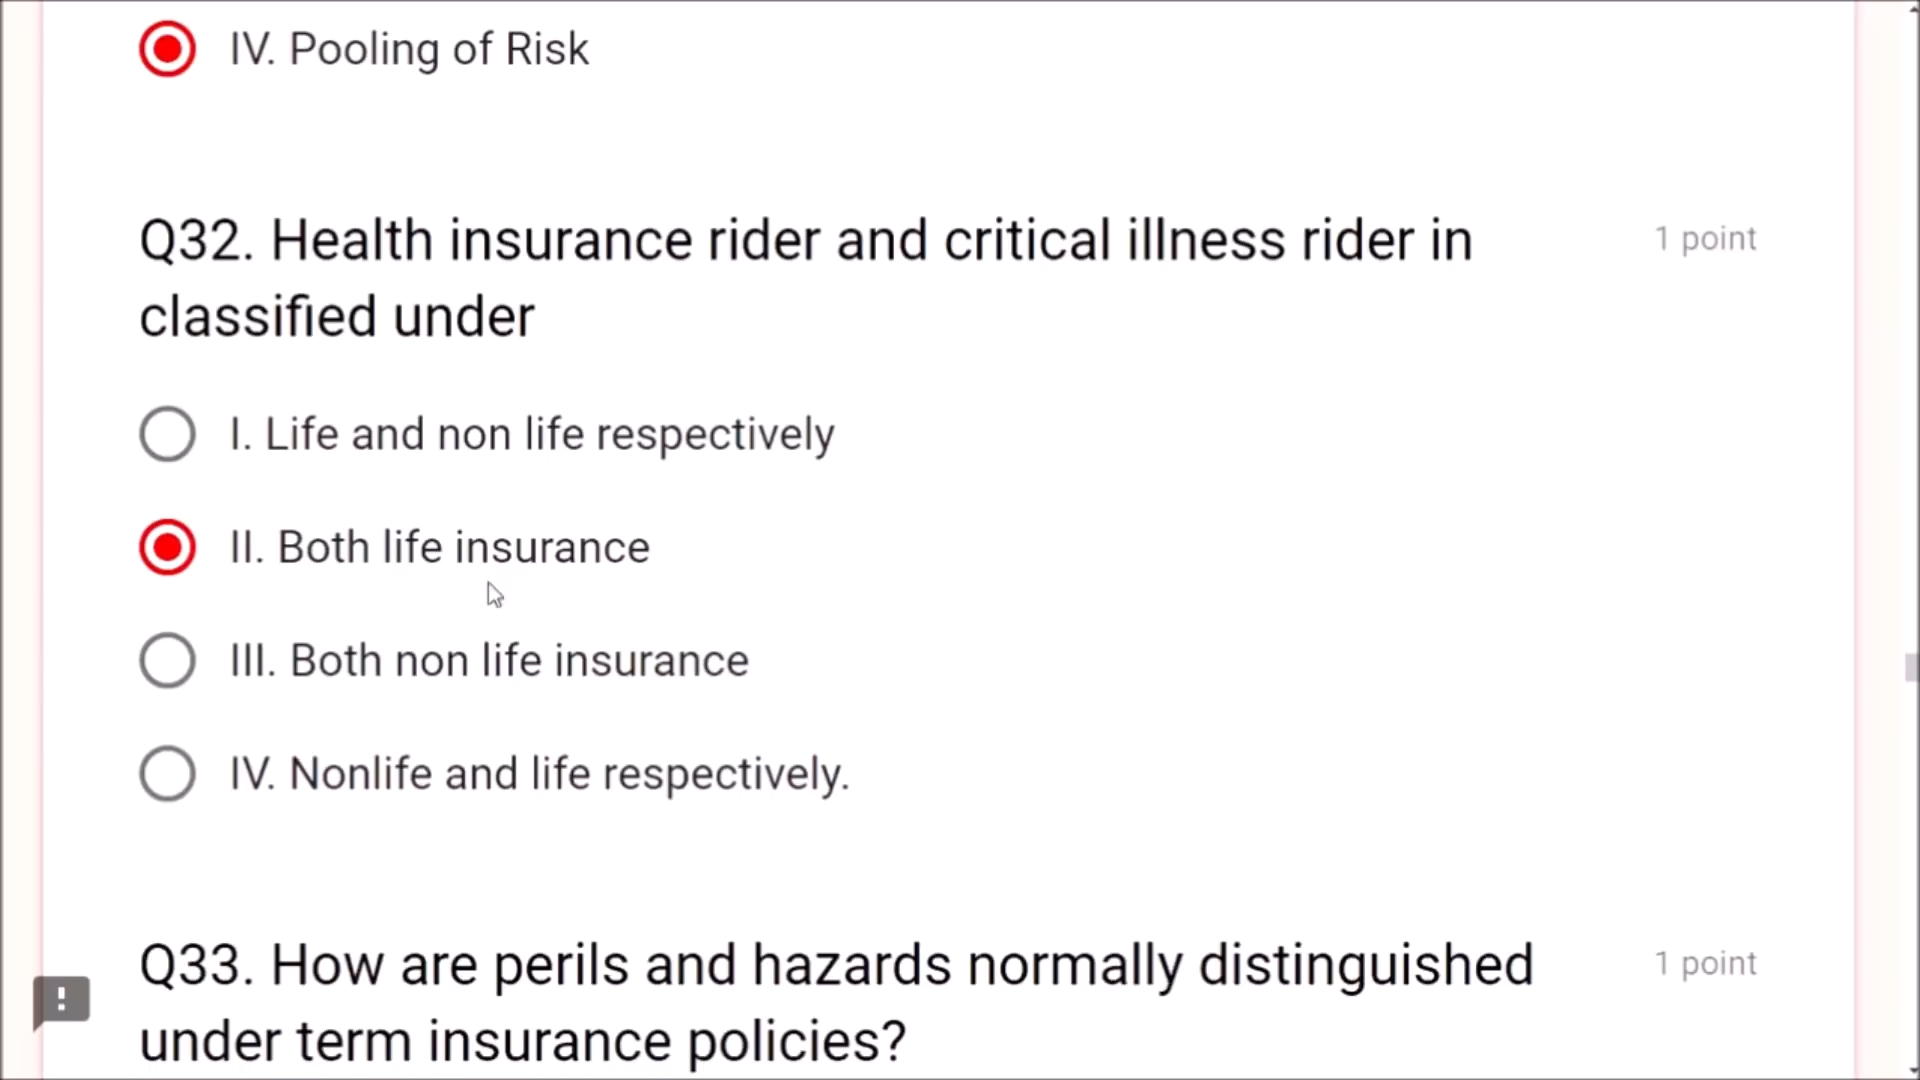 IV. Pooling of Risk
Q32. Health insurance rider and critical illness rider in
1 point
classified under
I. Life and non life respectively
II. Both life insurance
III. Both non life insurance
IV. Nonlife and life respectively.
Q33. How are perils and hazards normally distinguished
1 point
under term insurance policies?